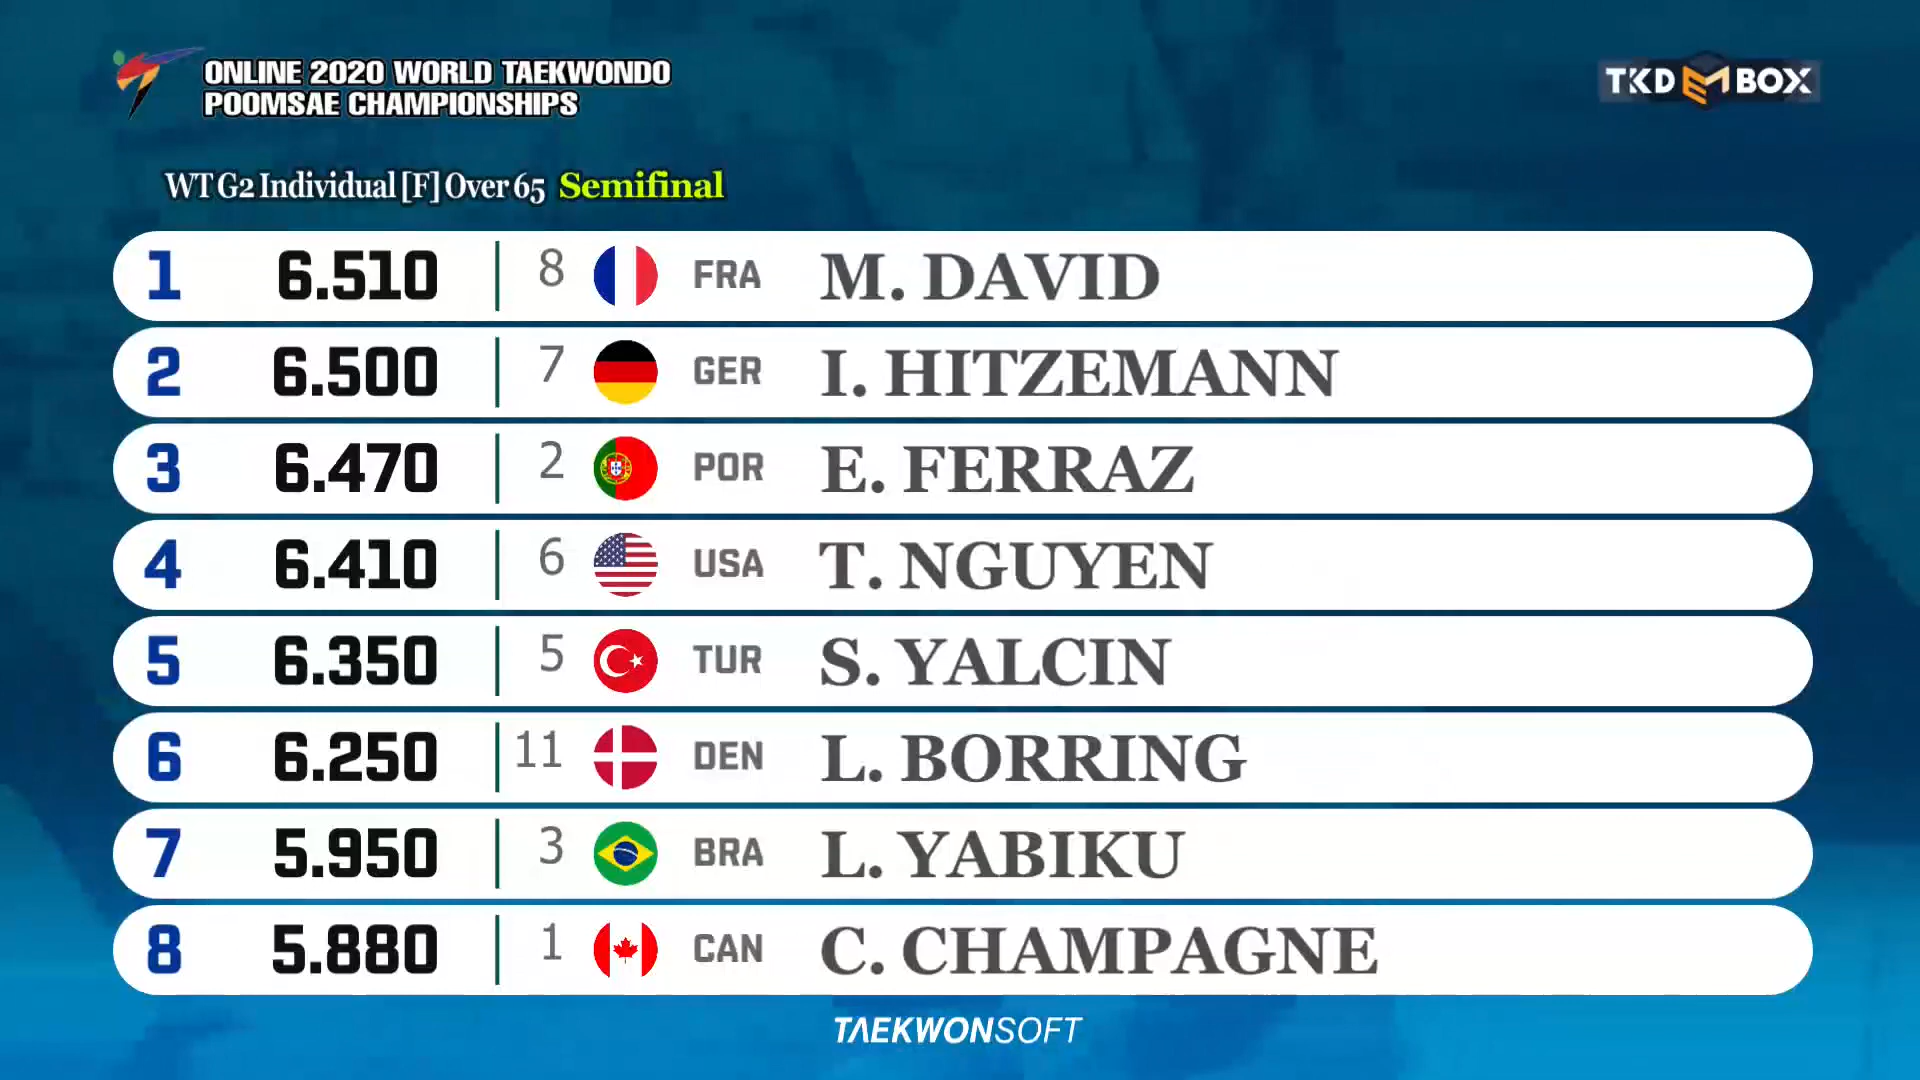 ONLINE 2020 WORLD TAEKWONDO
POOMSAE CHAMPIONSHIPS
TKD BOX
WT G2 Individual [F] Over 65 Semifinal
1 6.510 8 FRA M. DAVID
2 6.500 7 GER I. HITZEMANN
3 6.470 2 POR E. FERRAZ
4 6.410 6 USA T. NGUYEN
5 6.350 5 TUR S. YALCIN
6 6.250 11 DEN L. BORRING
7 5.950 3 BRA L. YABIKU
8 5.880 1 CAN C. CHAMPAGNE
TAEKWONSOFT